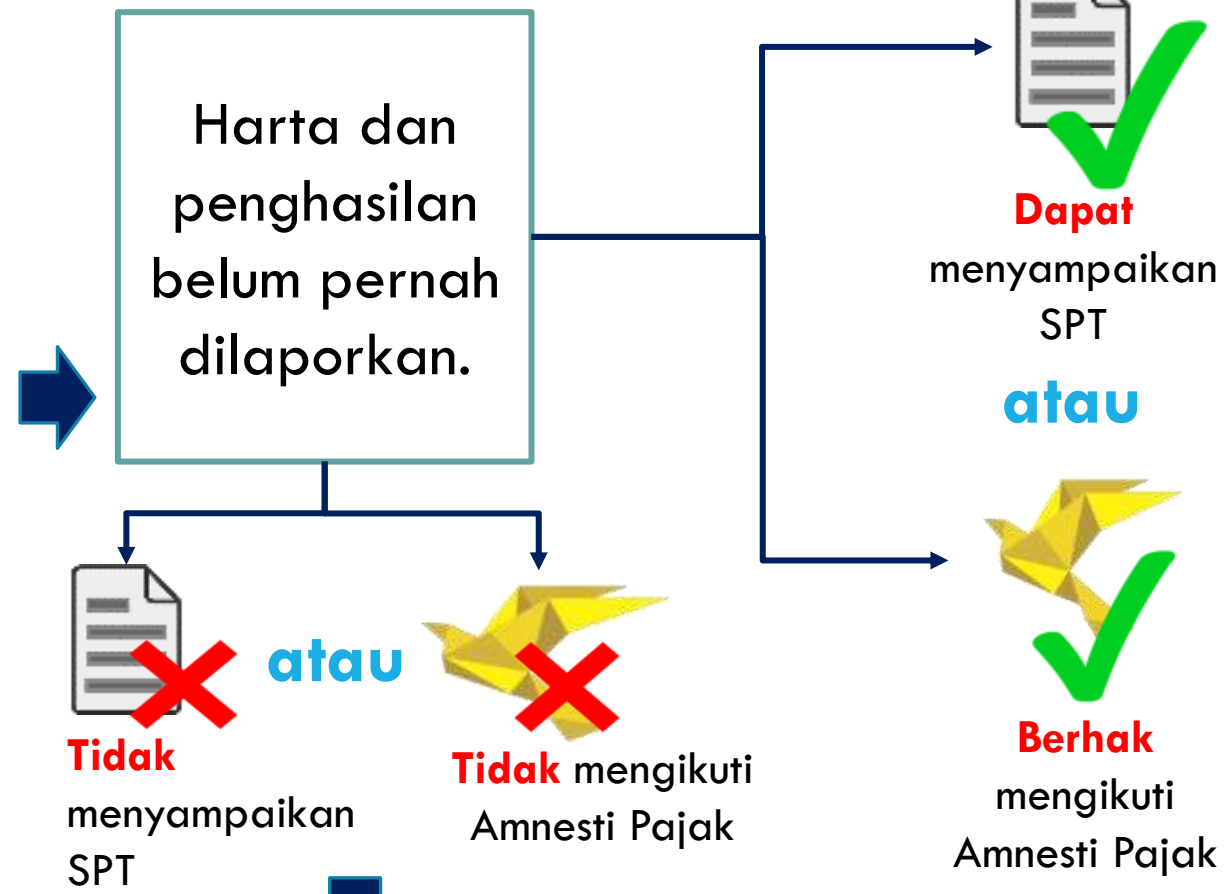 Harta dan
penghasilan
belum pernah
dilaporkan.
Dapat
menyampaikan
SPT
atau
Berhak
mengikuti
Amnesti Pajak
Tidak
menyampaikan
SPT
atau
Tidak mengikuti
Amnesti Pajak